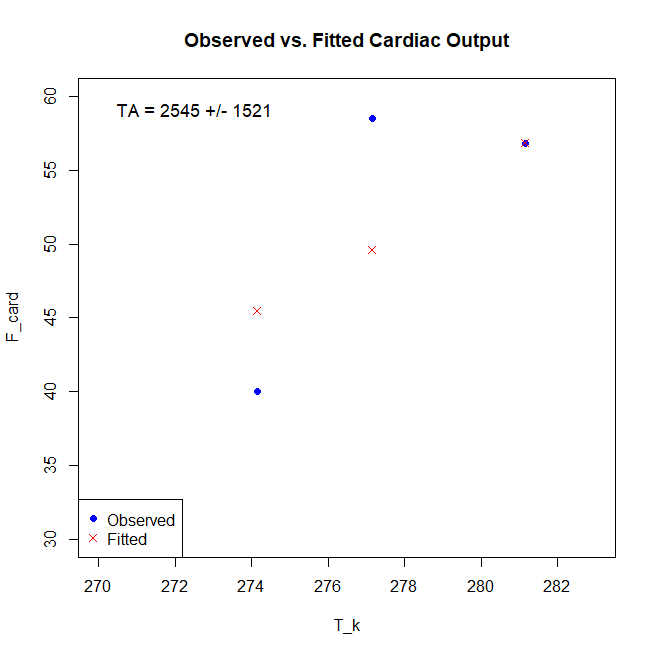 Observed vs. Fitted Cardiac Output
TA = 2545 +/- 1521
60
55
50
45
40
35
30
F_card
Observed
Fitted
270 272 274 276 278 280 282
T_k